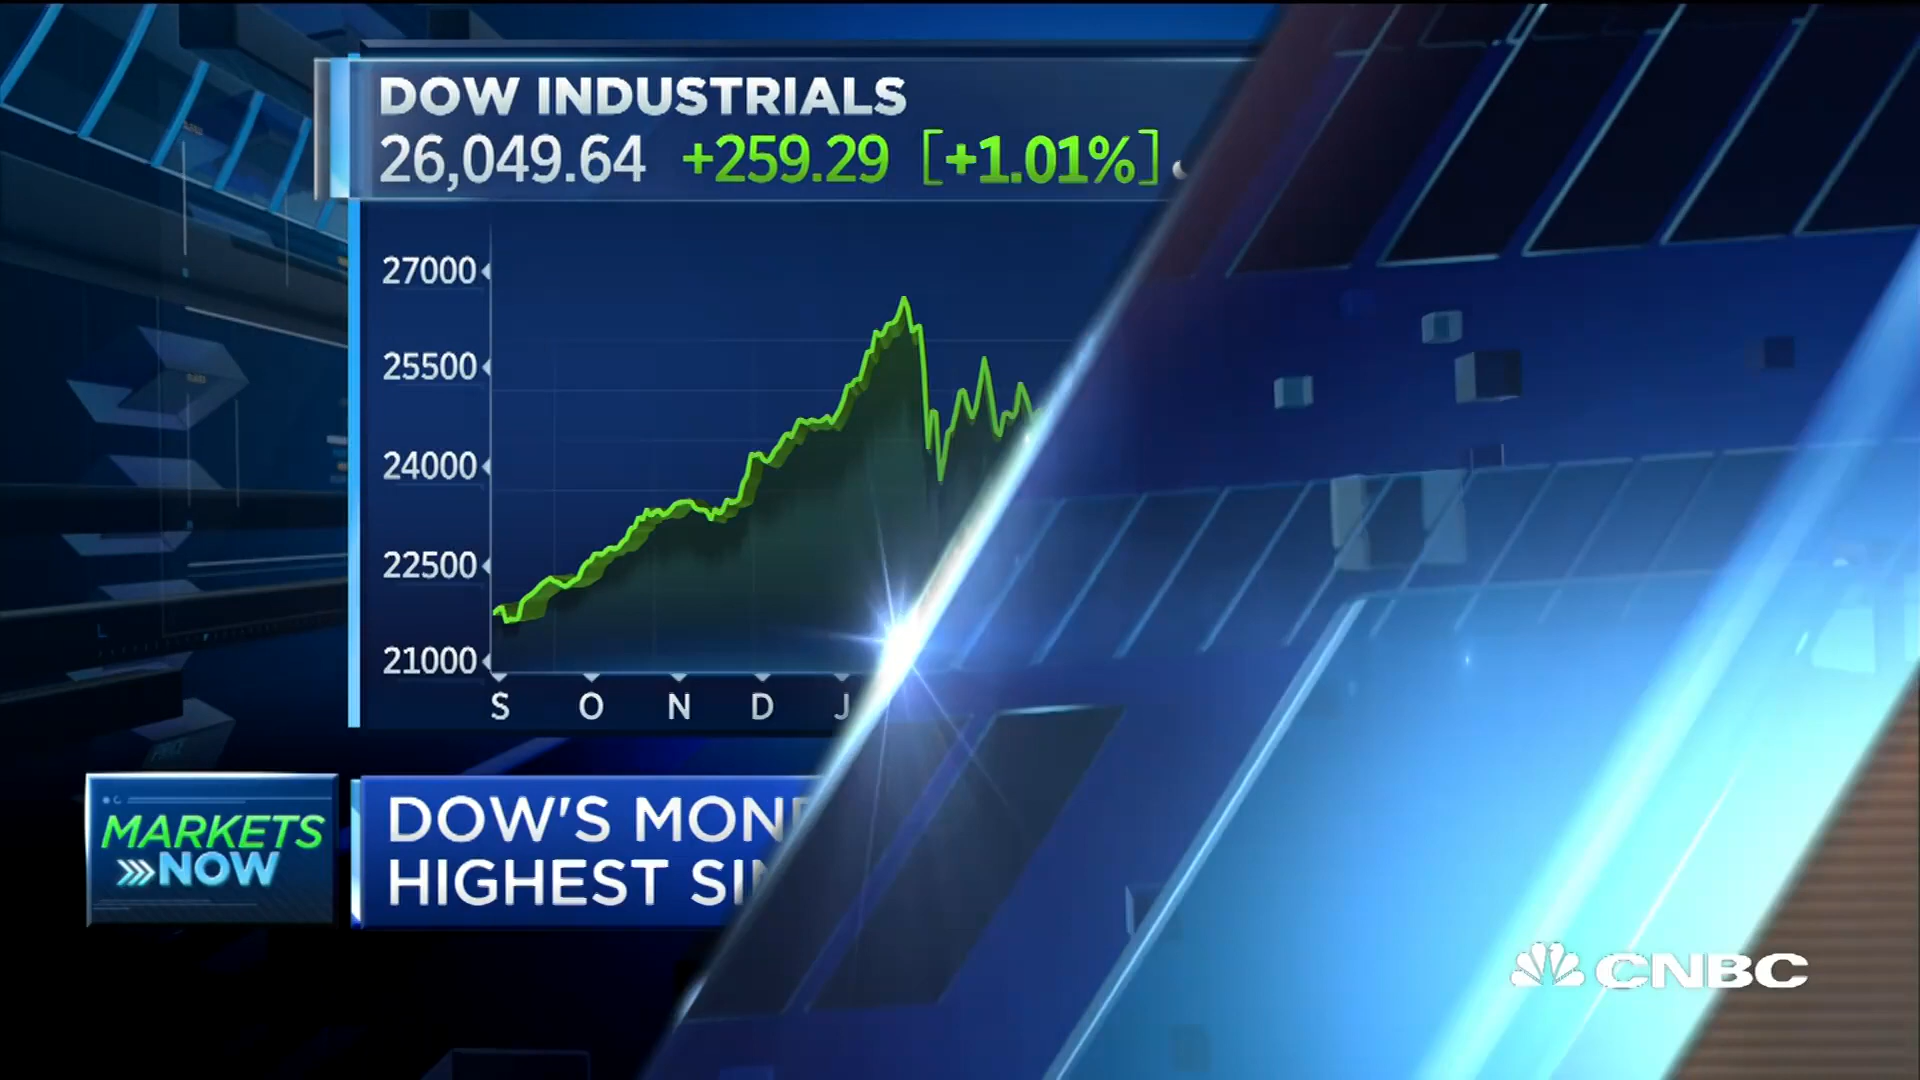 DOW INDUSTRIALS
26,049.64 +259.29 [+1.01%]
27000
25500
24000
22500
21000
S O N D J
MARKETS
NOW
DOW'S MON
HIGHEST SIN
CNBC